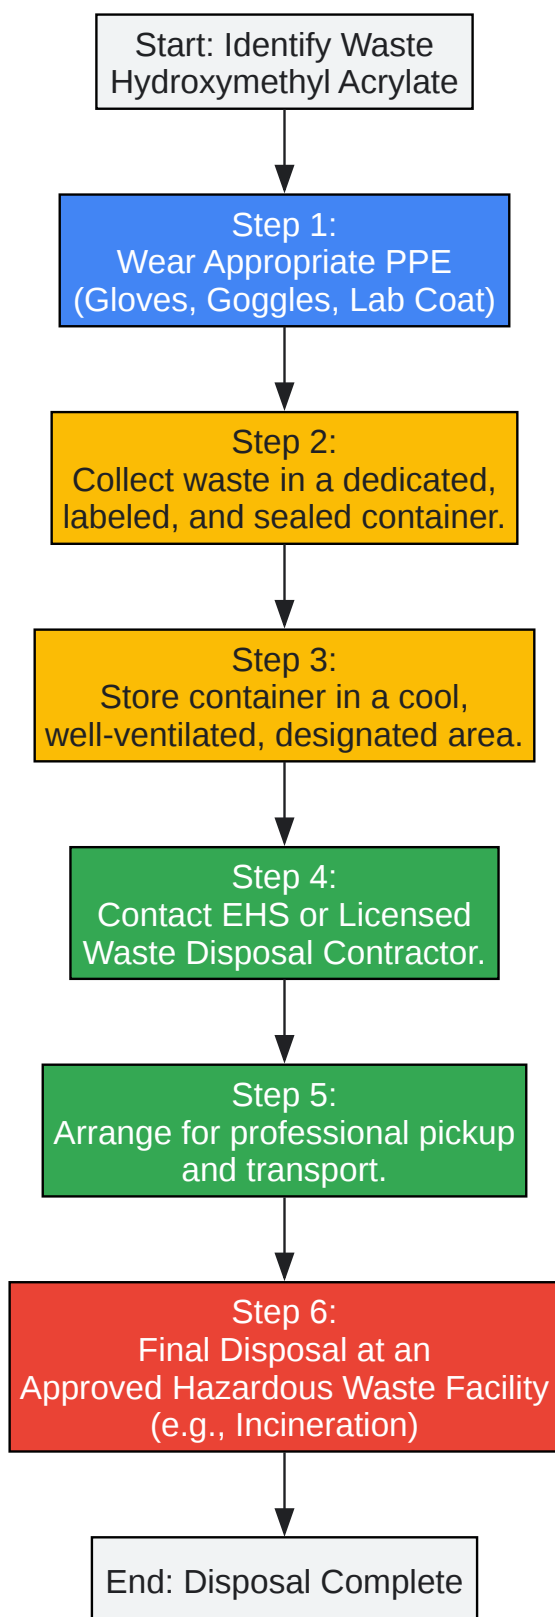 Start: Identify Waste
Hydroxymethyl Acrylate
Step 1:
Wear Appropriate PPE
(Gloves, Goggles, Lab Coat)
Step 2:
Collect waste in a dedicated,
labeled, and sealed container.
Step 3:
Store container in a cool,
well-ventilated, designated area.
Step 4:
Contact EHS or Licensed
Waste Disposal Contractor.
Step 5:
Arrange for professional pickup
and transport.
Step 6:
Final Disposal at an
Approved Hazardous Waste Facility
(e.g., Incineration)
End: Disposal Complete